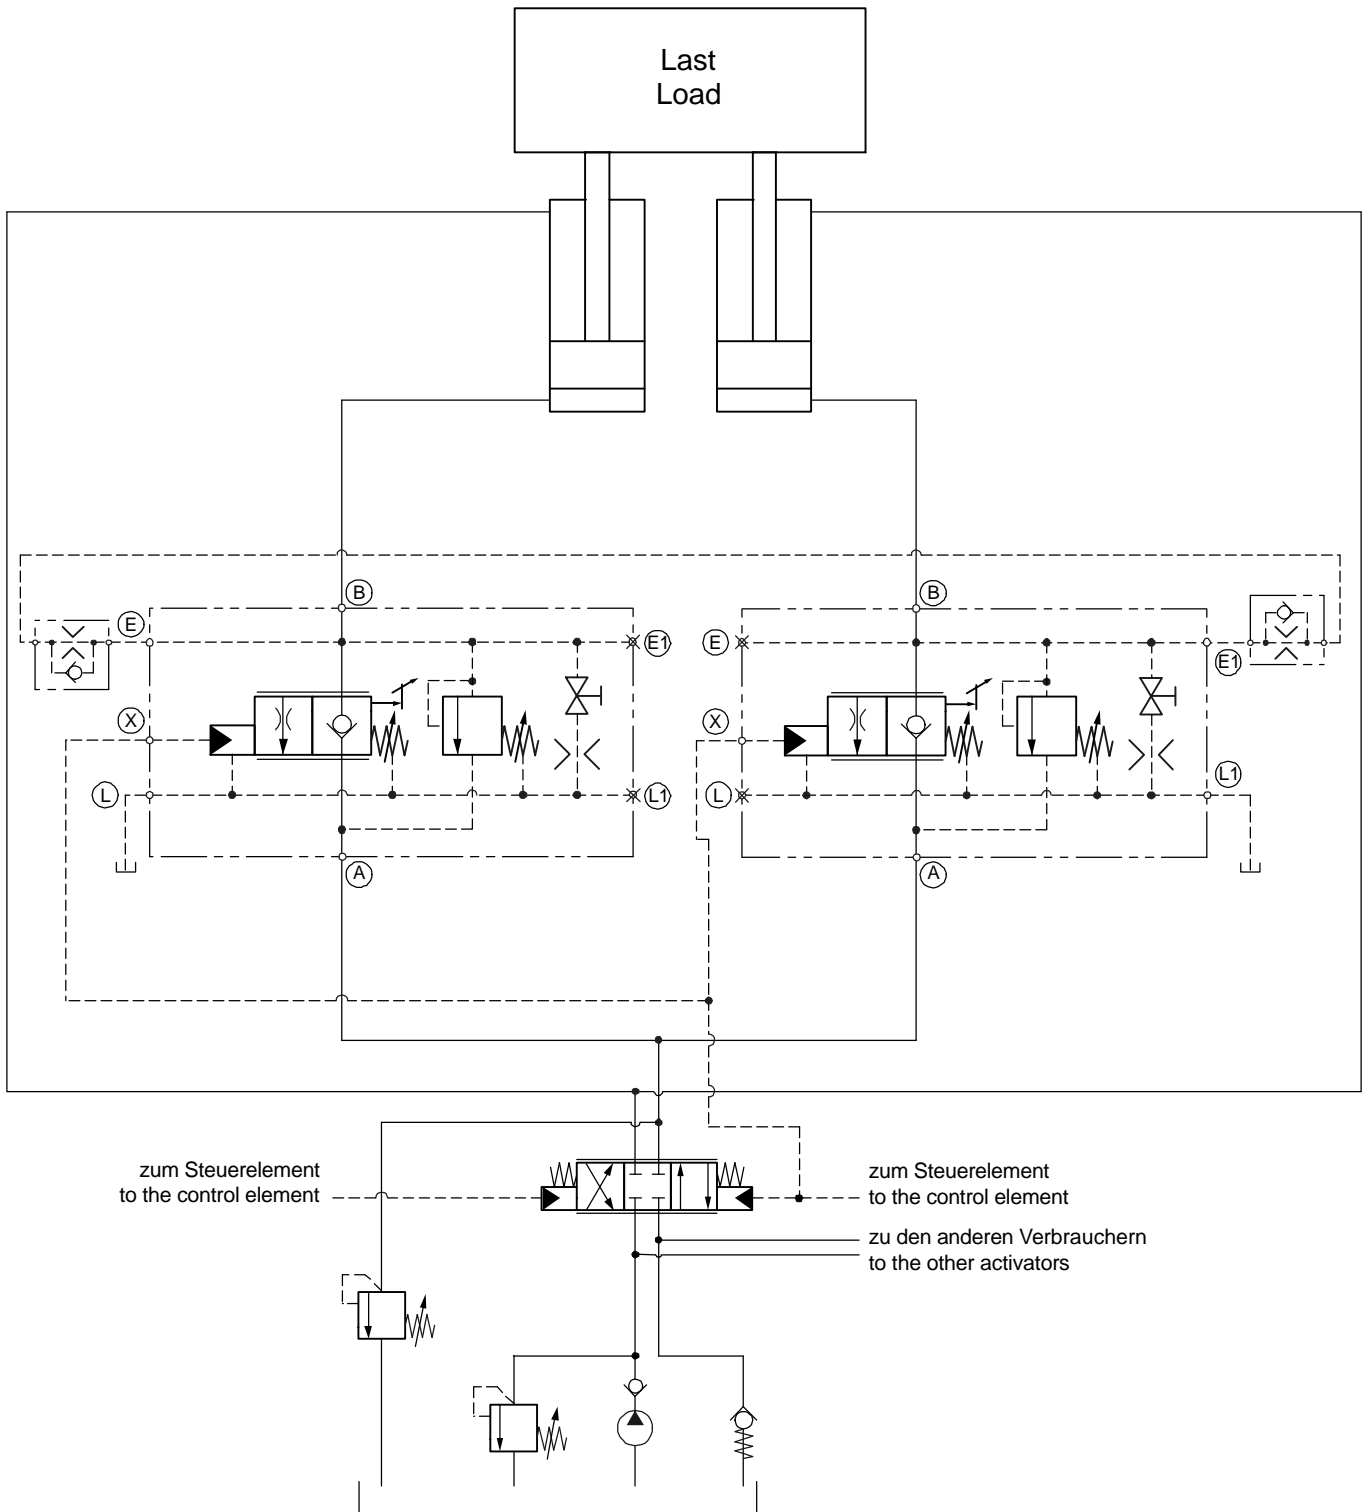 Last
Load
B
B
E
E1
E
E1
X
X
L
L1
L
L1
A
A
zum Steuerelement
to the control element
zum Steuerelement
to the control element
zu den anderen Verbrauchern
to the other activators